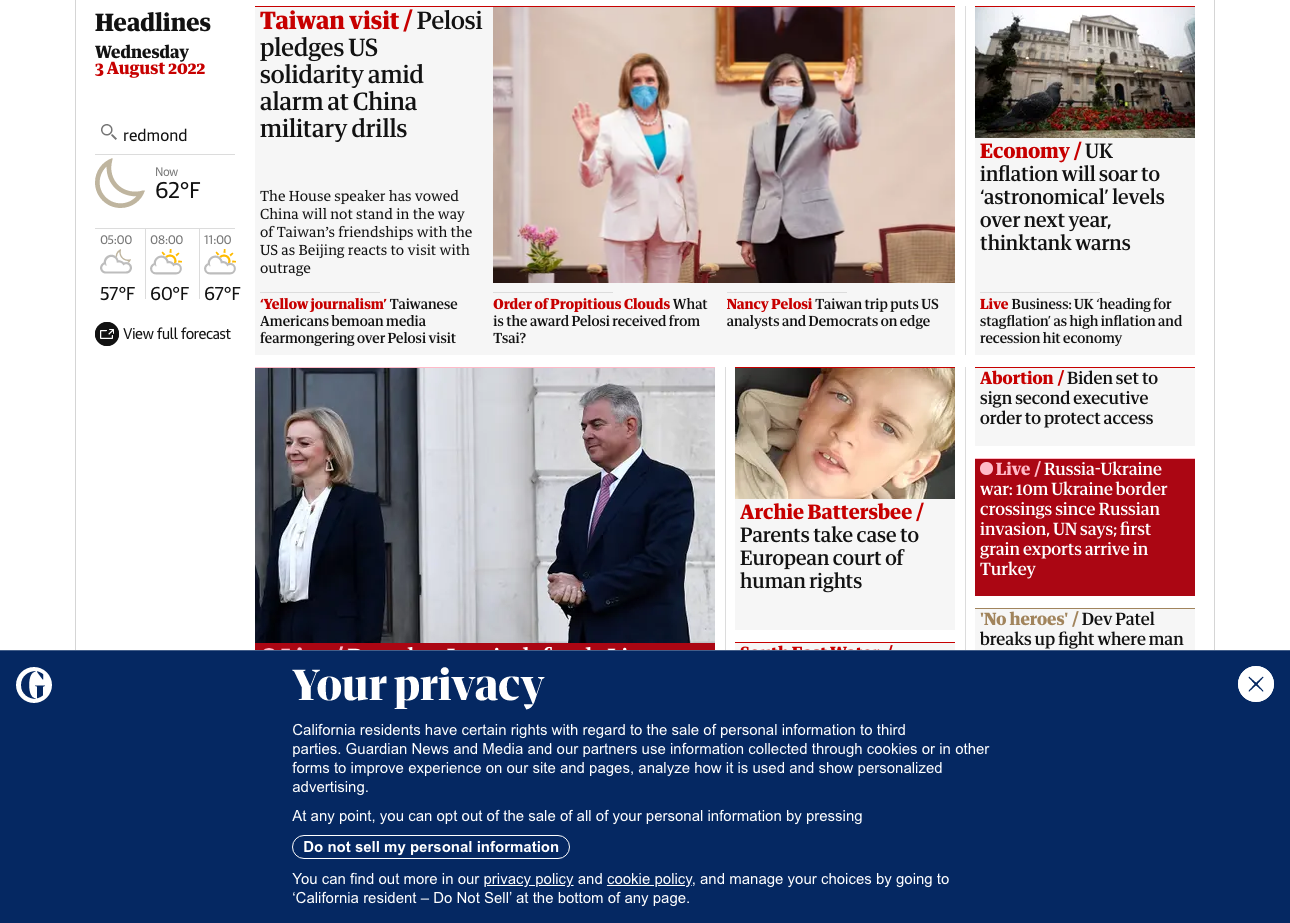 Headlines
Wednesday
3 August 2022
redmond
Now
62°F
05:00
08:00
11:00
57°F
60°F
67°F
View full forecast
Taiwan visit / Pelosi
pledges US
solidarity amid
alarm at China
military drills
The House speaker has vowed
China will not stand in the way
of Taiwan’s friendships with the
US as Beijing reacts to visit with
outrage
‘Yellow journalism’ Taiwanese
Americans bemoan media
fearmongering over Pelosi visit
Order of Propitious Clouds What
is the award Pelosi received from
Tsai?
Nancy Pelosi Taiwan trip puts US
analysts and Democrats on edge
Economy / UK
inflation will soar to
‘astronomical’ levels
over next year,
thinktank warns
Live Business: UK ‘heading for
stagflation’ as high inflation and
recession hit economy
Archie Battersbee /
Parents take case to
European court of
human rights
Abortion / Biden set to
sign second executive
order to protect access
Live / Russia-Ukraine
war: 10m Ukraine border
crossings since Russian
invasion, UN says; first
grain exports arrive in
Turkey
'No heroes' / Dev Patel
breaks up fight where man
South East Water /
Your privacy
California residents have certain rights with regard to the sale of personal information to third
parties. Guardian News and Media and our partners use information collected through cookies or in other
forms to improve experience on our site and pages, analyze how it is used and show personalized
advertising.
At any point, you can opt out of the sale of all of your personal information by pressing
Do not sell my personal information
You can find out more in our privacy policy and cookie policy, and manage your choices by going to
‘California resident – Do Not Sell’ at the bottom of any page.